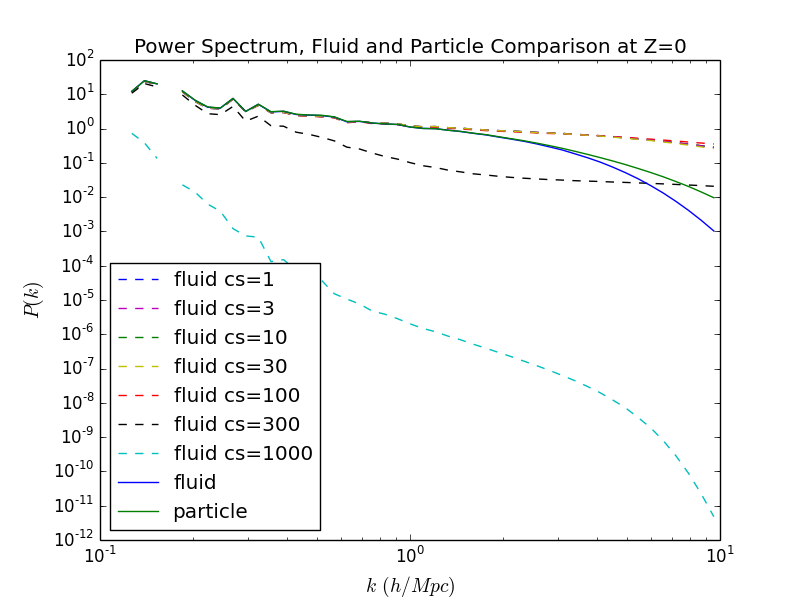 Power Spectrum, Fluid and Particle Comparison at Z=0
10^2
10^1
10^0
10^-1
10^-2
10^-3
10^-4
10^-5
10^-6
10^-7
10^-8
10^-9
10^-10
10^-11
10^-12
P(k)
fluid cs=1
fluid cs=3
fluid cs=10
fluid cs=30
fluid cs=100
fluid cs=300
fluid cs=1000
fluid
particle
10^-1 10^0 10^1
k (h/Mpc)